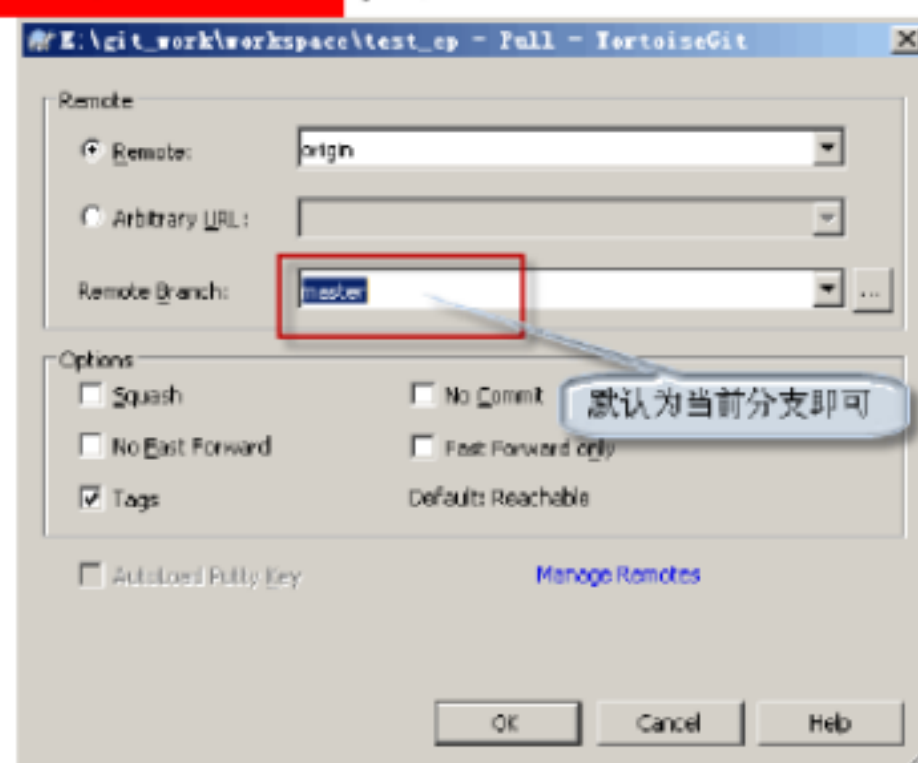 E:\git_work\workspace\test_cp - Pull - TortoiseGit
Remote
Remote:
origin
Arbitrary URL:
Remote Branch:
master
...
Options
Squash
No Commit
默认为当前分支即可
No Fast Forward
Fast Forward only
Tags
Default: Reachable
AutoLoad Putty Key
Manage Remotes
OK
Cancel
Help